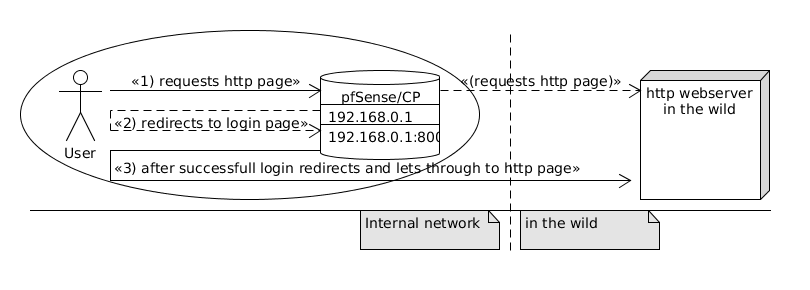 «1) requests http page»
«(requests http page)»
pfSense/CP
http webserver
in the wild
192.168.0.1
«2) redirects to login page»
192.168.0.1:800
User
«3) after successfull login redirects and lets through to http page»
Internal network
in the wild